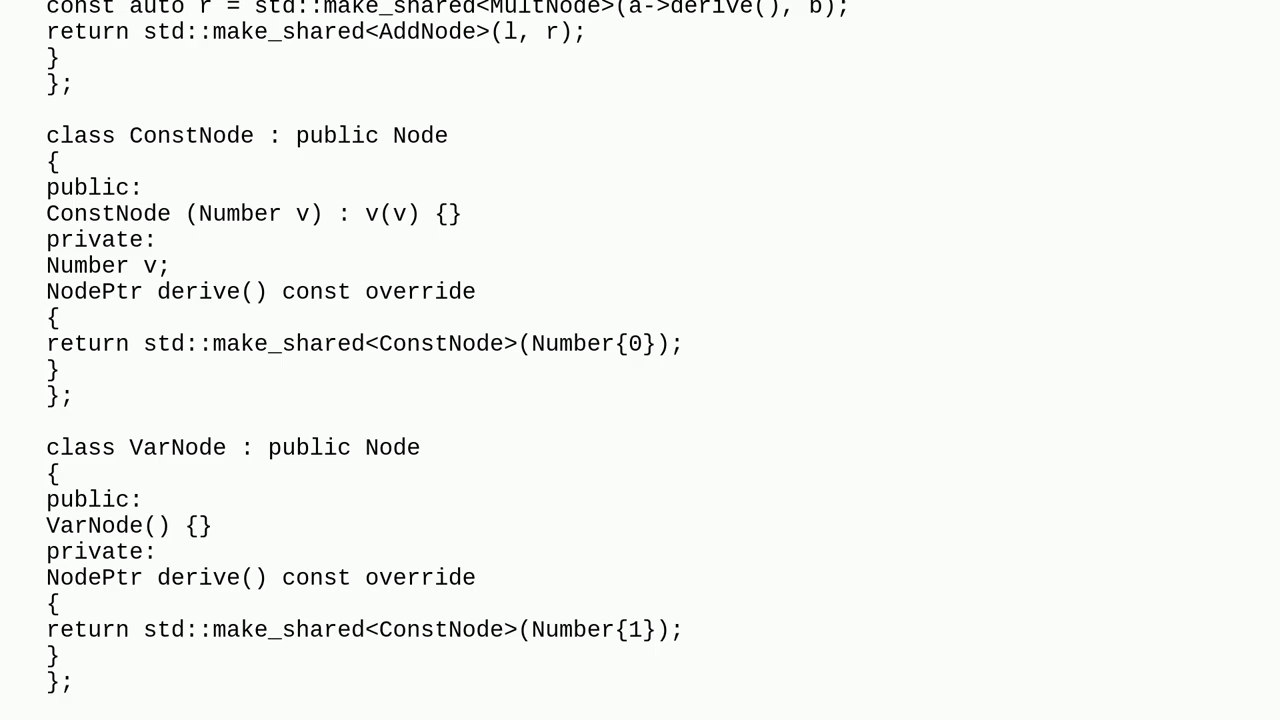 const auto r = std::make_shared<MultNode>(a->derive(), b);
return std::make_shared<AddNode>(l, r);
}
};

class ConstNode : public Node
{
public:
ConstNode (Number v) : v(v) {}
private:
Number v;
NodePtr derive() const override
{
return std::make_shared<ConstNode>(Number{0});
}
};

class VarNode : public Node
{
public:
VarNode() {}
private:
NodePtr derive() const override
{
return std::make_shared<ConstNode>(Number{1});
}
};